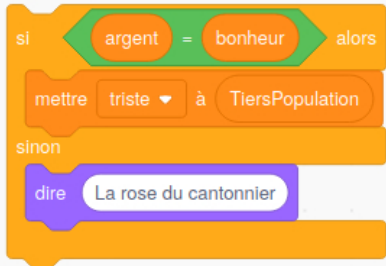 si argent = bonheur alors
mettre triste à TiersPopulation
sinon
dire La rose du cantonnier